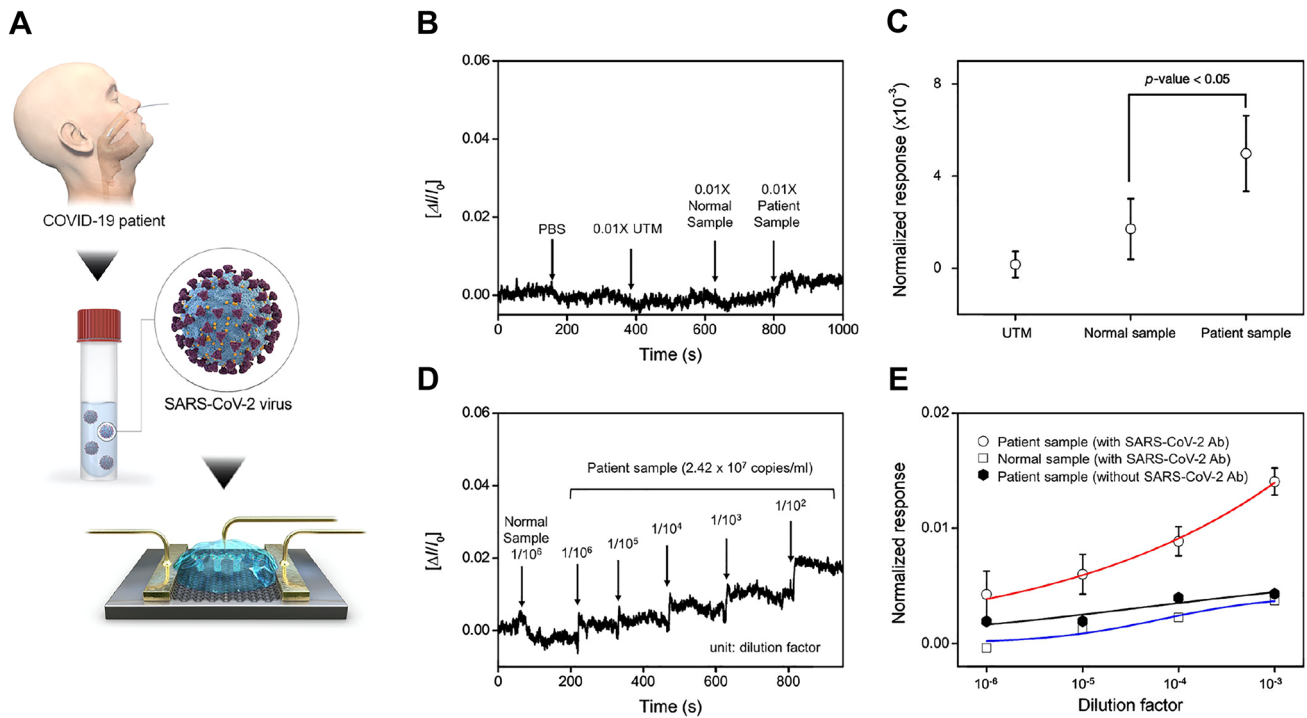 A
COVID-19 patient
SARS-CoV-2 virus
B
0.06
0.04
0.02
0.00
[ΔI/I0]
PBS
0.01X UTM
0.01X
Normal
Sample
0.01X
Patient
Sample
0
200
400
600
800
1000
Time (s)
C
8
4
0
Normalized response (x10⁻³)
p-value < 0.05
UTM
Normal sample
Patient sample
D
0.06
0.04
0.02
0.00
[ΔI/I0]
Patient sample (2.42 x 10⁷ copies/ml)
Normal
Sample
1/10⁶
1/10⁶
1/10⁵
1/10⁴
1/10³
1/10²
unit: dilution factor
0
200
400
600
800
Time (s)
E
0.02
0.01
0.00
Normalized response
Patient sample (with SARS-CoV-2 Ab)
Normal sample (with SARS-CoV-2 Ab)
Patient sample (without SARS-CoV-2 Ab)
10⁻⁶
10⁻⁵
10⁻⁴
10⁻³
Dilution factor